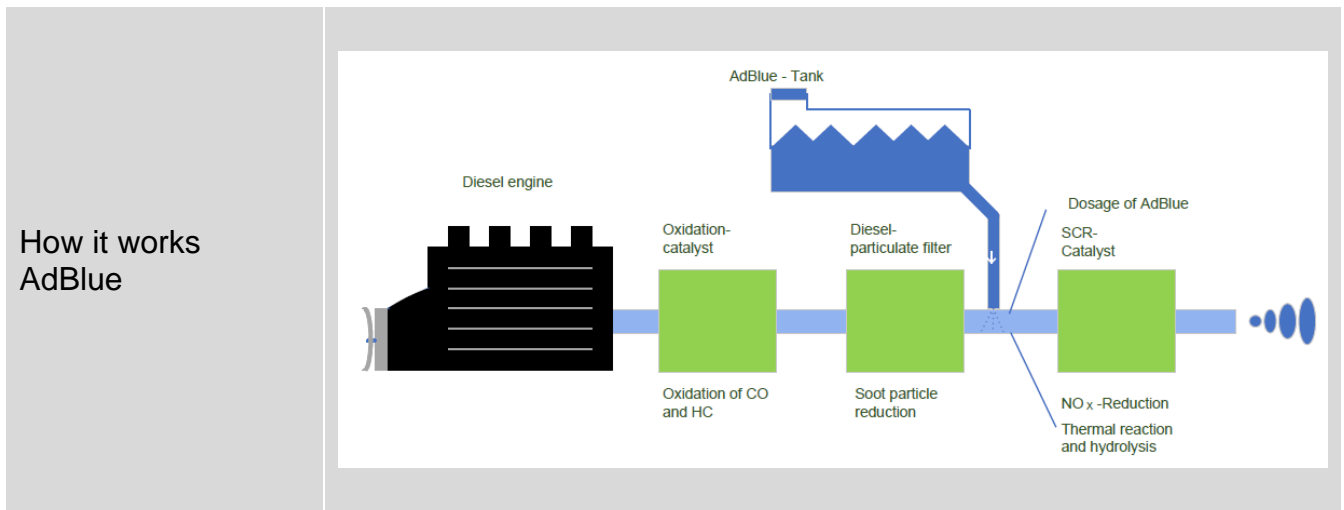 How it works
AdBlue
AdBlue - Tank
Diesel engine
Dosage of AdBlue
Oxidation-
catalyst
Diesel-
particulate filter
SCR-
Catalyst
Oxidation of CO
and HC
Soot particle
reduction
NO x -Reduction
Thermal reaction
and hydrolysis